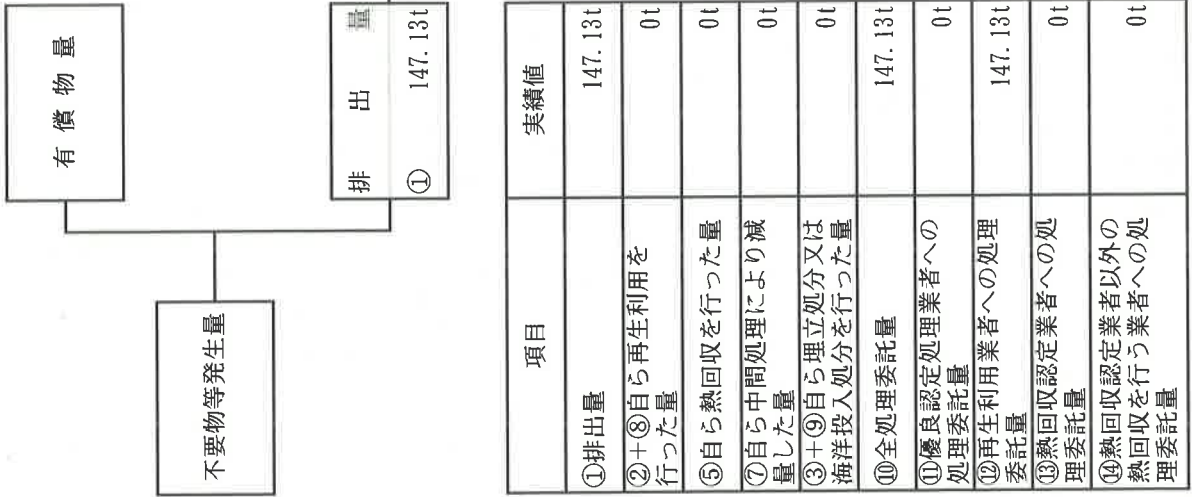 有償物量
不要物等発生量
排出量
① 147.13t
項目 実績値
①排出量 147.13t
②+⑧自ら再生利用を
行った量 0t
⑤自ら熱回収を行った量 0t
⑦自ら中間処理により減
量した量 0t
③+⑨自ら埋立処分又は
海洋投入処分を行った量 0t
⑩全処理委託量 147.13t
⑪優良認定処理業者への
処理委託量 0t
⑫再生利用業者への処理
委託量 147.13t
⑬熱回収認定業者への処
理委託量 0t
⑭熱回収認定業者以外の
熱回収を行う業者への処
理委託量 0t